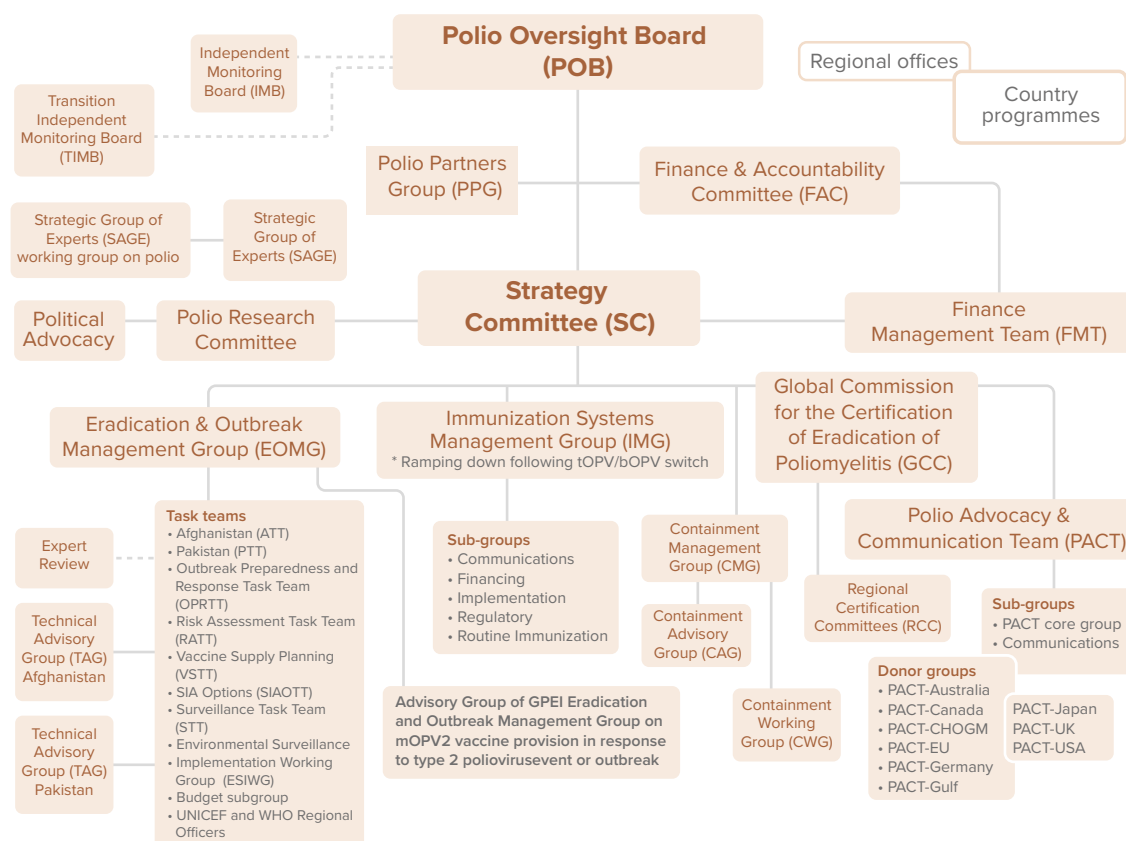 Polio Oversight Board
(POB)
Independent
Monitoring
Board (IMB)
Transition
Independent
Monitoring Board
(TIMB)
Regional offices
Country
programmes
Polio Partners
Group (PPG)
Finance & Accountability
Committee (FAC)
Strategic Group of
Experts (SAGE)
working group on polio
Strategic
Group of
Experts (SAGE)
Strategy
Committee (SC)
Political
Advocacy
Polio Research
Committee
Finance
Management Team (FMT)
Eradication & Outbreak
Management Group (EOMG)
Immunization Systems
Management Group (IMG)
* Ramping down following tOPV/bOPV switch
Global Commission
for the Certification
of Eradication of
Poliomyelitis (GCC)
Polio Advocacy &
Communication Team (PACT)
Expert
Review
Technical
Advisory
Group (TAG)
Afghanistan
Technical
Advisory
Group (TAG)
Pakistan
Task teams
• Afghanistan (ATT)
• Pakistan (PTT)
• Outbreak Preparedness and
Response Task Team
(OPRTT)
• Risk Assessment Task Team
(RATT)
• Vaccine Supply Planning
(VSTT)
• SIA Options (SIAOTT)
• Surveillance Task Team
(STT)
• Environmental Surveillance
• Implementation Working
Group (ESIWG)
• Budget subgroup
• UNICEF and WHO Regional
Officers
Sub-groups
• Communications
• Financing
• Implementation
• Regulatory
• Routine Immunization
Advisory Group of GPEI Eradication
and Outbreak Management Group on
mOPV2 vaccine provision in response
to type 2 poliovirusevent or outbreak
Containment
Management
Group (CMG)
Containment
Advisory
Group (CAG)
Containment
Working
Group (CWG)
Regional
Certification
Committees (RCC)
Sub-groups
• PACT core group
• Communications
Donor groups
• PACT-Australia
• PACT-Canada
• PACT-CHOGM
• PACT-EU
• PACT-Germany
• PACT-Gulf
PACT-Japan
PACT-UK
PACT-USA